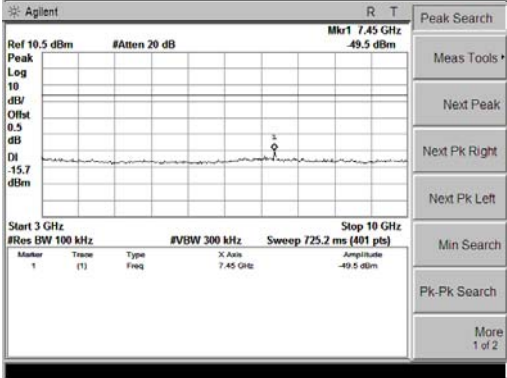 Agilent R T
Peak Search
Mkr1 7.45 GHz
Ref 10.5 dBm #Atten 20 dB -49.5 dBm
Peak
Log
10
dB/
Offst
0.5
dB
DI
-15.7
dBm
1
Start 3 GHz Stop 10 GHz
#Res BW 100 kHz #VBW 300 kHz Sweep 725.2 ms (401 pts)
Marker Trace Type X Axis Amplitude
1 (1) Freq 7.45 GHz -49.5 dBm
Meas Tools
Next Peak
Next Pk Right
Next Pk Left
Min Search
Pk-Pk Search
More
1 of 2